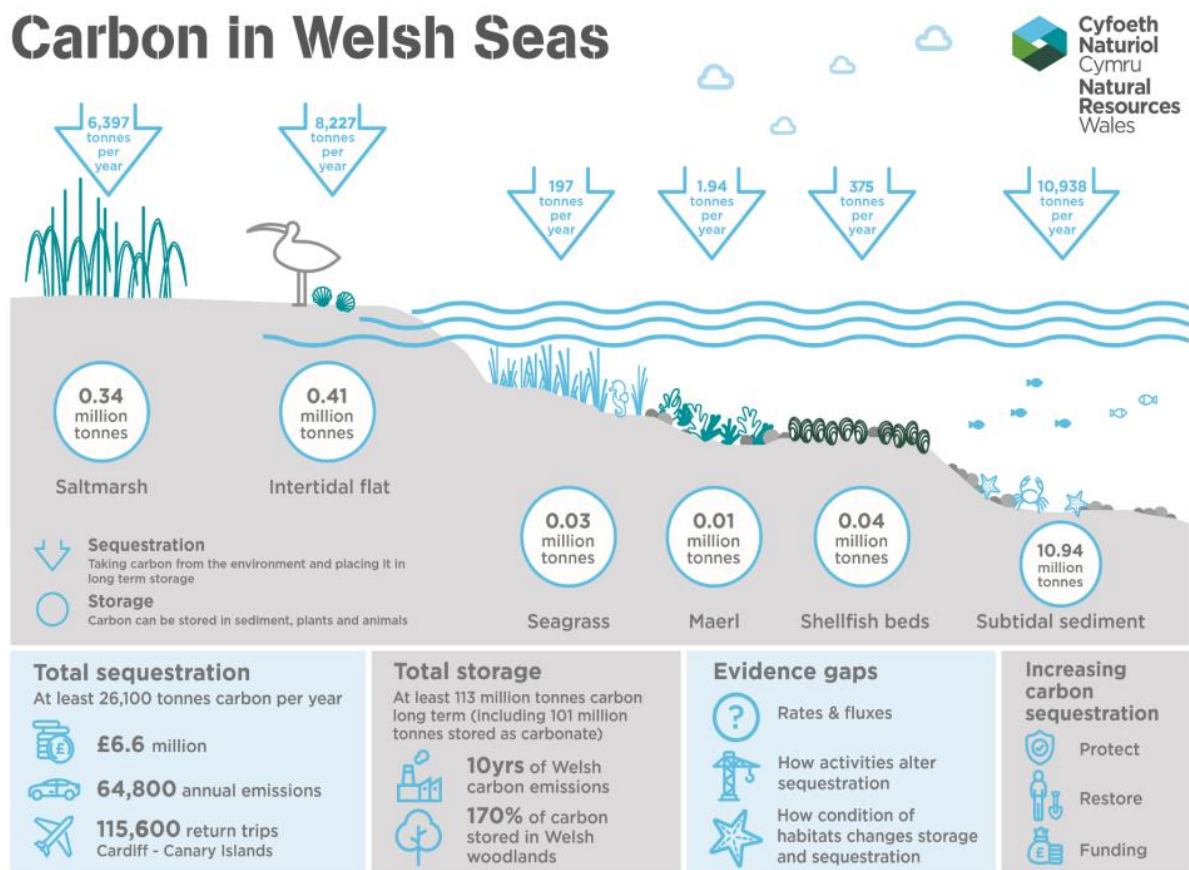 Carbon in Welsh Seas
Cyfoeth
Naturiol
Cymru
Natural
Resources
Wales
6,397
tonnes
per
year
8,227
tonnes
per
year
197
tonnes
per
year
1.94
tonnes
per
year
375
tonnes
per
year
10,938
tonnes
per
year
0.34
million
tonnes
Saltmarsh
0.41
million
tonnes
Intertidal flat
0.03
million
tonnes
Seagrass
0.01
million
tonnes
Maerl
0.04
million
tonnes
Shellfish beds
10.94
million
tonnes
Subtidal sediment
Sequestration
Taking carbon from the environment and placing it in
long term storage
Storage
Carbon can be stored in sediment, plants and animals
Total sequestration
At least 26,100 tonnes carbon per year
£
£6.6 million
64,800 annual emissions
115,600 return trips
Cardiff - Canary Islands
Total storage
At least 113 million tonnes carbon
long term (including 101 million
tonnes stored as carbonate)
10yrs of Welsh
carbon emissions
170% of carbon
stored in Welsh
woodlands
Evidence gaps
?
Rates & fluxes
How activities alter
sequestration
How condition of
habitats changes storage
and sequestration
Increasing
carbon
sequestration
Protect
Restore
£
Funding